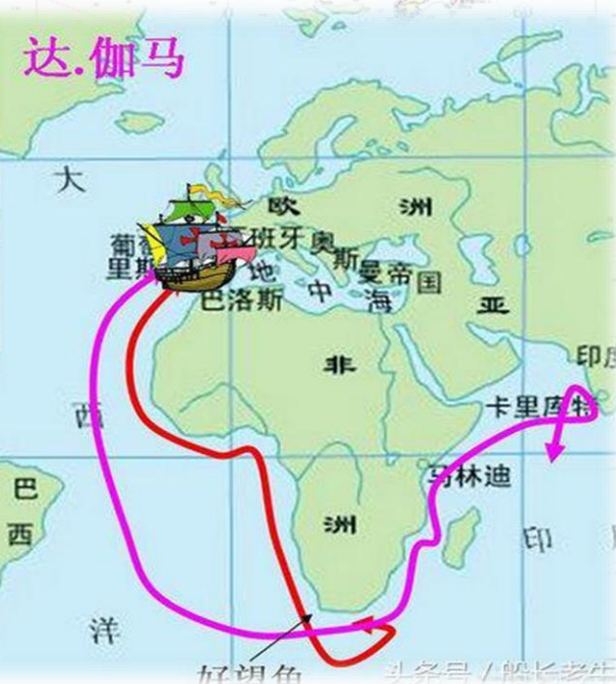 达.伽马
大
欧 洲
班牙 奥
斯曼帝国
葡
里斯
地 中 海
巴洛斯
亚
非
印度
西
卡里库特
马林迪
巴
西
洲
印
洋
好望角
头条号 / 船长老生